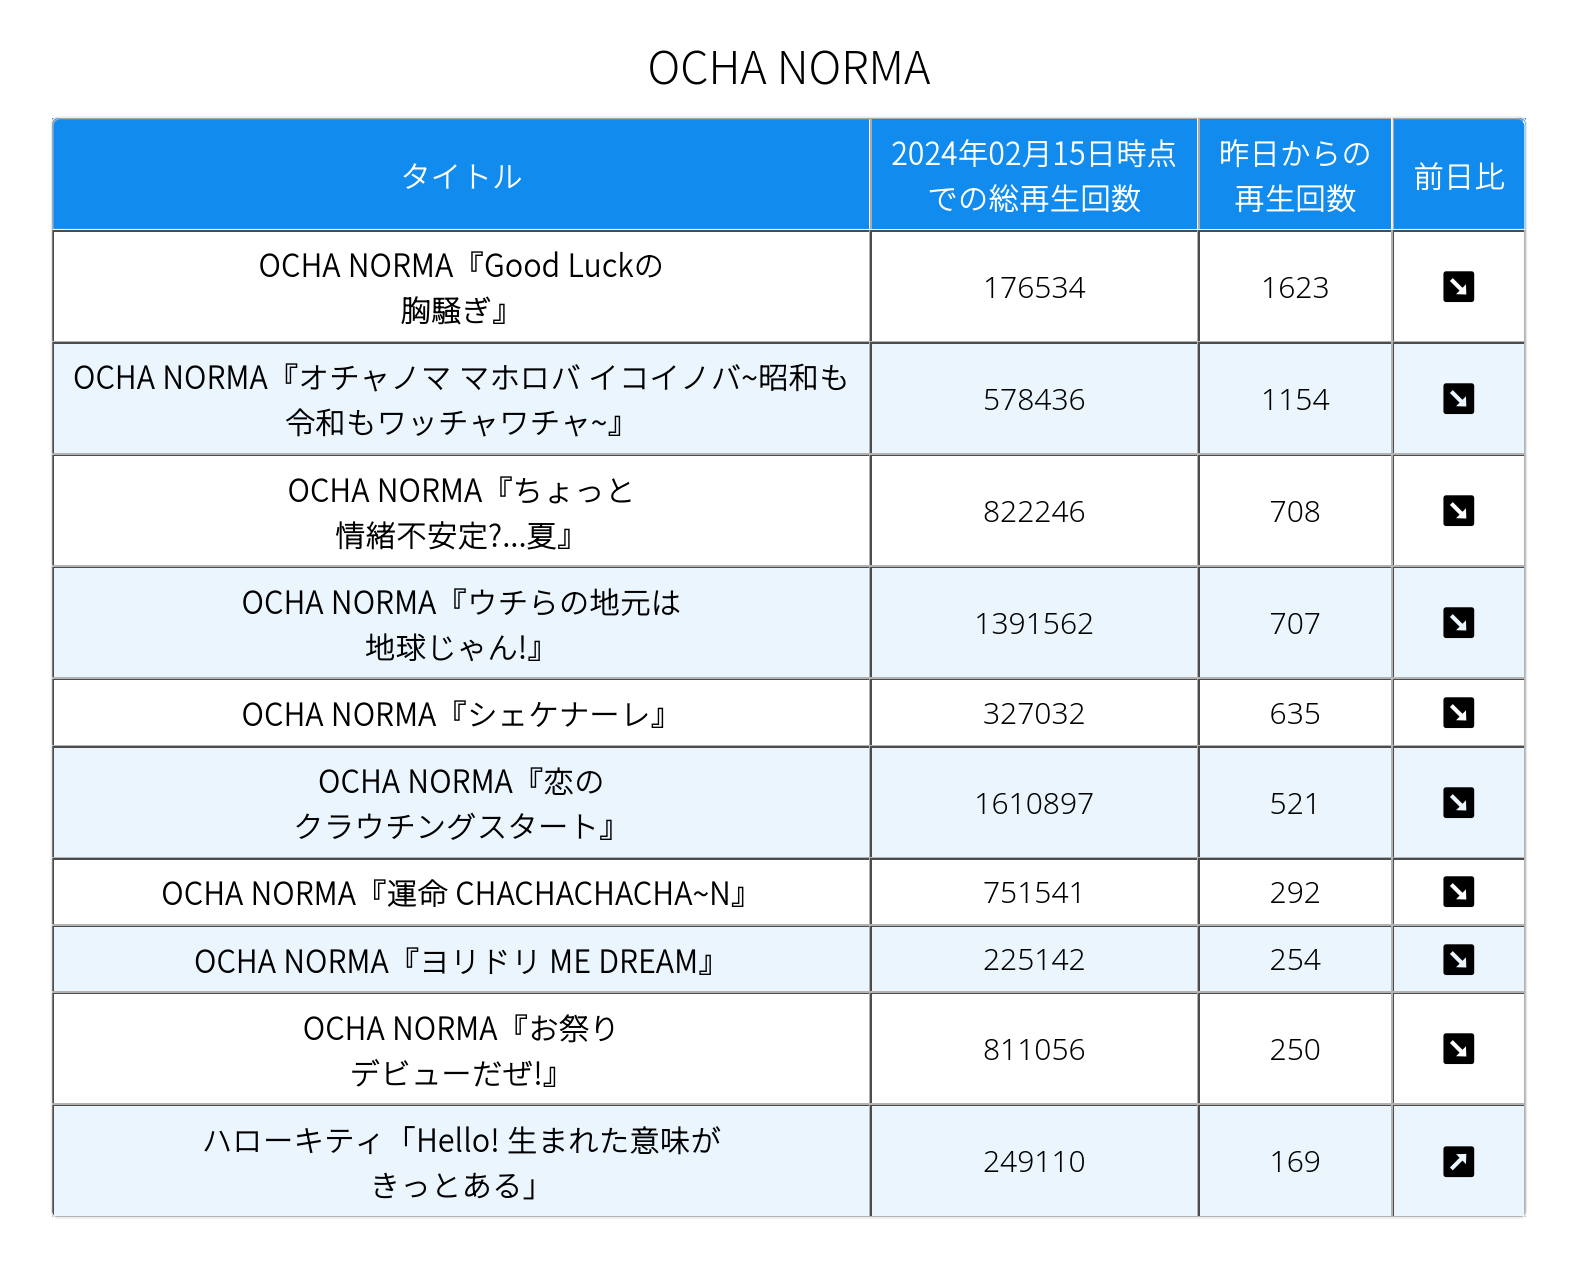 OCHA NORMA
タイトル
2024年02月15日時点
での総再生回数
昨日からの
再生回数
前日比
OCHA NORMA『Good Luckの
胸騒ぎ』
176534
1623
↘
OCHA NORMA『オチャノマ マホロバ イコイノバ~昭和も
令和もワッチャワチャ~』
578436
1154
↘
OCHA NORMA『ちょっと
情緒不安定?...夏』
822246
708
↘
OCHA NORMA『ウチらの地元は
地球じゃん!』
1391562
707
↘
OCHA NORMA『シェケナーレ』
327032
635
↘
OCHA NORMA『恋の
クラウチングスタート』
1610897
521
↘
OCHA NORMA『運命 CHACHACHACHA~N』
751541
292
↘
OCHA NORMA『ヨリドリ ME DREAM』
225142
254
↘
OCHA NORMA『お祭り
デビューだぜ!』
811056
250
↘
ハローキティ「Hello! 生まれた意味が
きっとある」
249110
169
↗